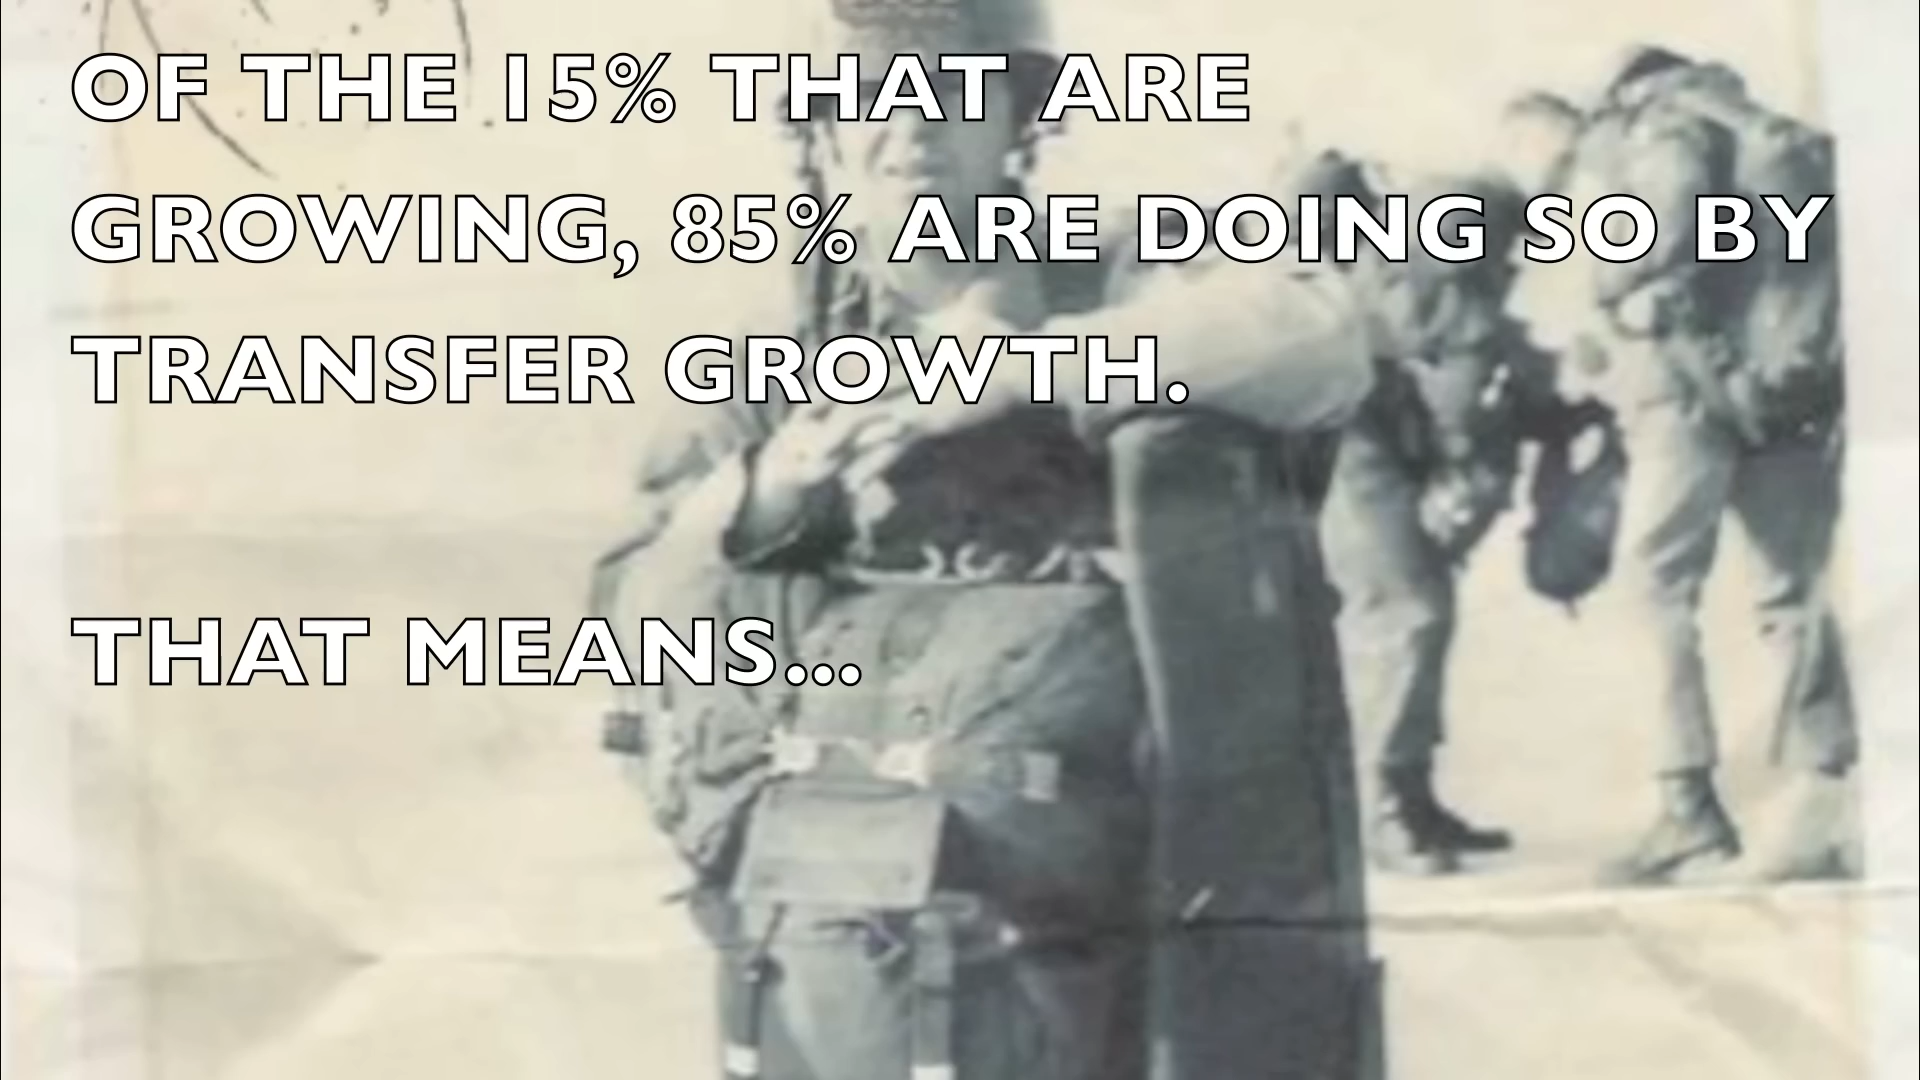 OF THE 15% THAT ARE
GROWING, 85% ARE DOING SO BY
TRANSFER GROWTH.
THAT MEANS...